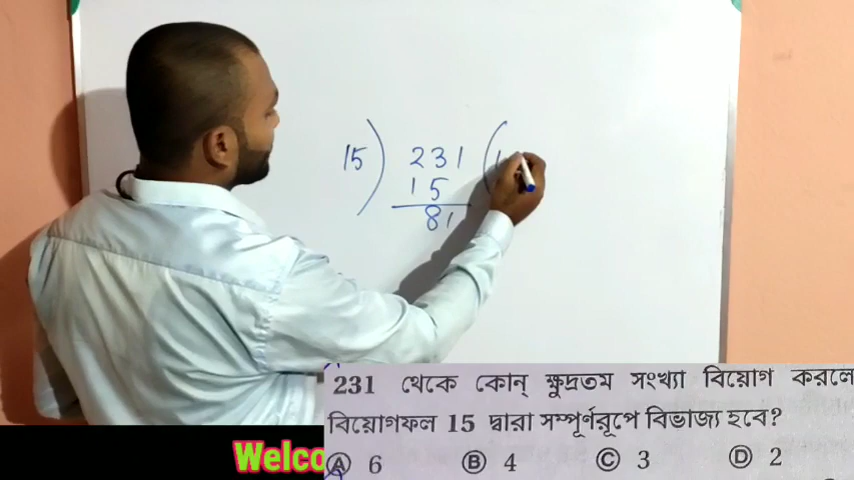 15) 231 (1
15
81
231 থেকে কোন্ ক্ষুদ্রতম সংখ্যা বিয়োগ করলে
বিয়োগফল 15 দ্বারা সম্পূর্ণরূপে বিভাজ্য হবে?
Ⓐ 6 Ⓑ 4 Ⓒ 3 Ⓓ 2
Welco